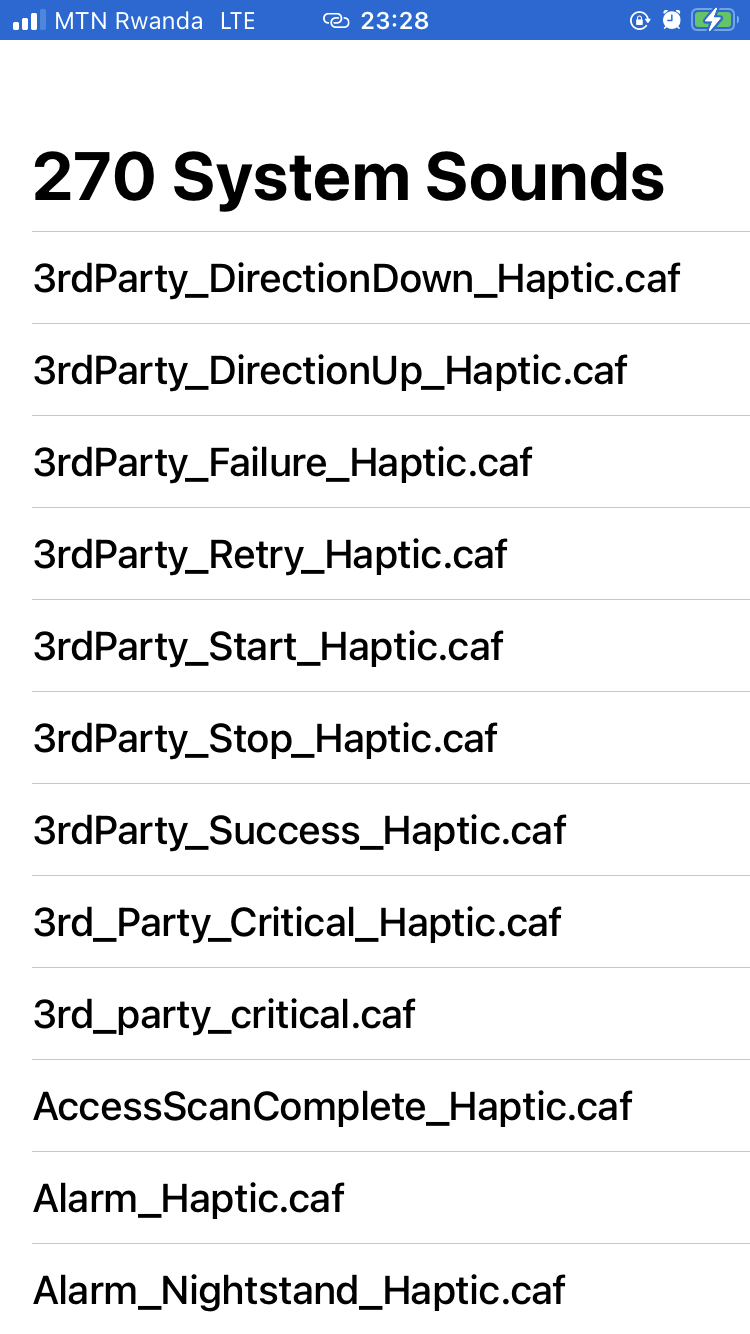 MTN Rwanda LTE 23:28
270 System Sounds
3rdParty_DirectionDown_Haptic.caf
3rdParty_DirectionUp_Haptic.caf
3rdParty_Failure_Haptic.caf
3rdParty_Retry_Haptic.caf
3rdParty_Start_Haptic.caf
3rdParty_Stop_Haptic.caf
3rdParty_Success_Haptic.caf
3rd_Party_Critical_Haptic.caf
3rd_party_critical.caf
AccessScanComplete_Haptic.caf
Alarm_Haptic.caf
Alarm_Nightstand_Haptic.caf